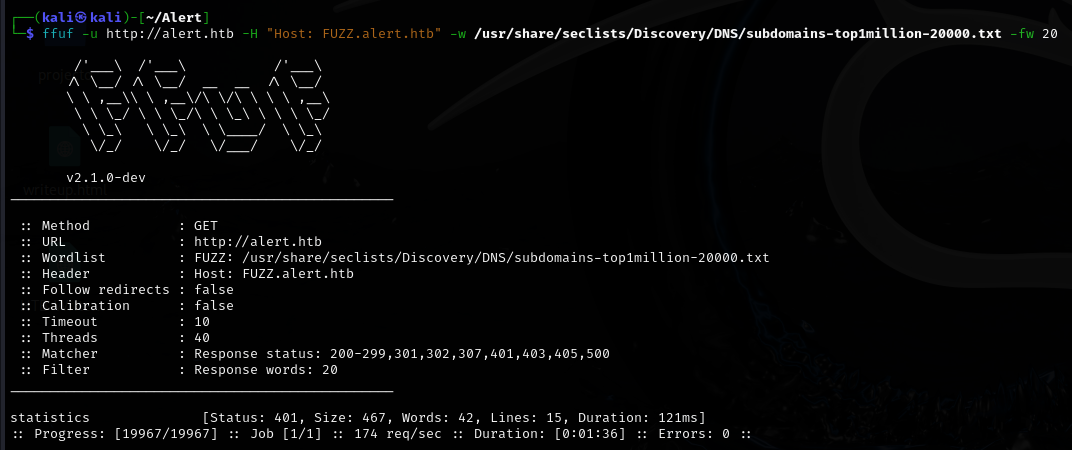 ┌──(kali㉿kali)-[~/Alert]
└─$ ffuf -u http://alert.htb -H "Host: FUZZ.alert.htb" -w /usr/share/seclists/Discovery/DNS/subdomains-top1million-20000.txt -fw 20
v2.1.0-dev
writeup.html
:: Method : GET
:: URL : http://alert.htb
:: Wordlist : FUZZ: /usr/share/seclists/Discovery/DNS/subdomains-top1million-20000.txt
:: Header : Host: FUZZ.alert.htb
:: Follow redirects : false
:: Calibration : false
:: Timeout : 10
:: Threads : 40
:: Matcher : Response status: 200-299,301,302,307,401,403,405,500
:: Filter : Response words: 20
statistics [Status: 401, Size: 467, Words: 42, Lines: 15, Duration: 121ms]
:: Progress: [19967/19967] :: Job [1/1] :: 174 req/sec :: Duration: [0:01:36] :: Errors: 0 ::